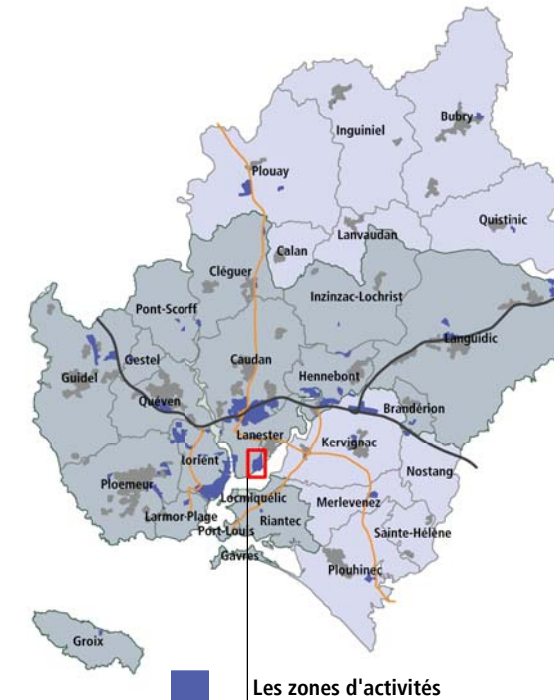 Bubry
Inguiniel
Plouay
Quistinic
Lanvaudan
Calan
Cléguer
Inzinzac-Lochrist
Pont-Scorff
Languidic
Gestel
Caudan
Hennebont
Guidel
Quéven
Brandérion
Lanester
Kervignac
Lorient
Nostang
Ploemeur
Locmiquélic
Merlevenez
Larmor-Plage
Riantec
Port-Louis
Sainte-Hélène
Gâvres
Plouhinec
Groix
Les zones d'activités